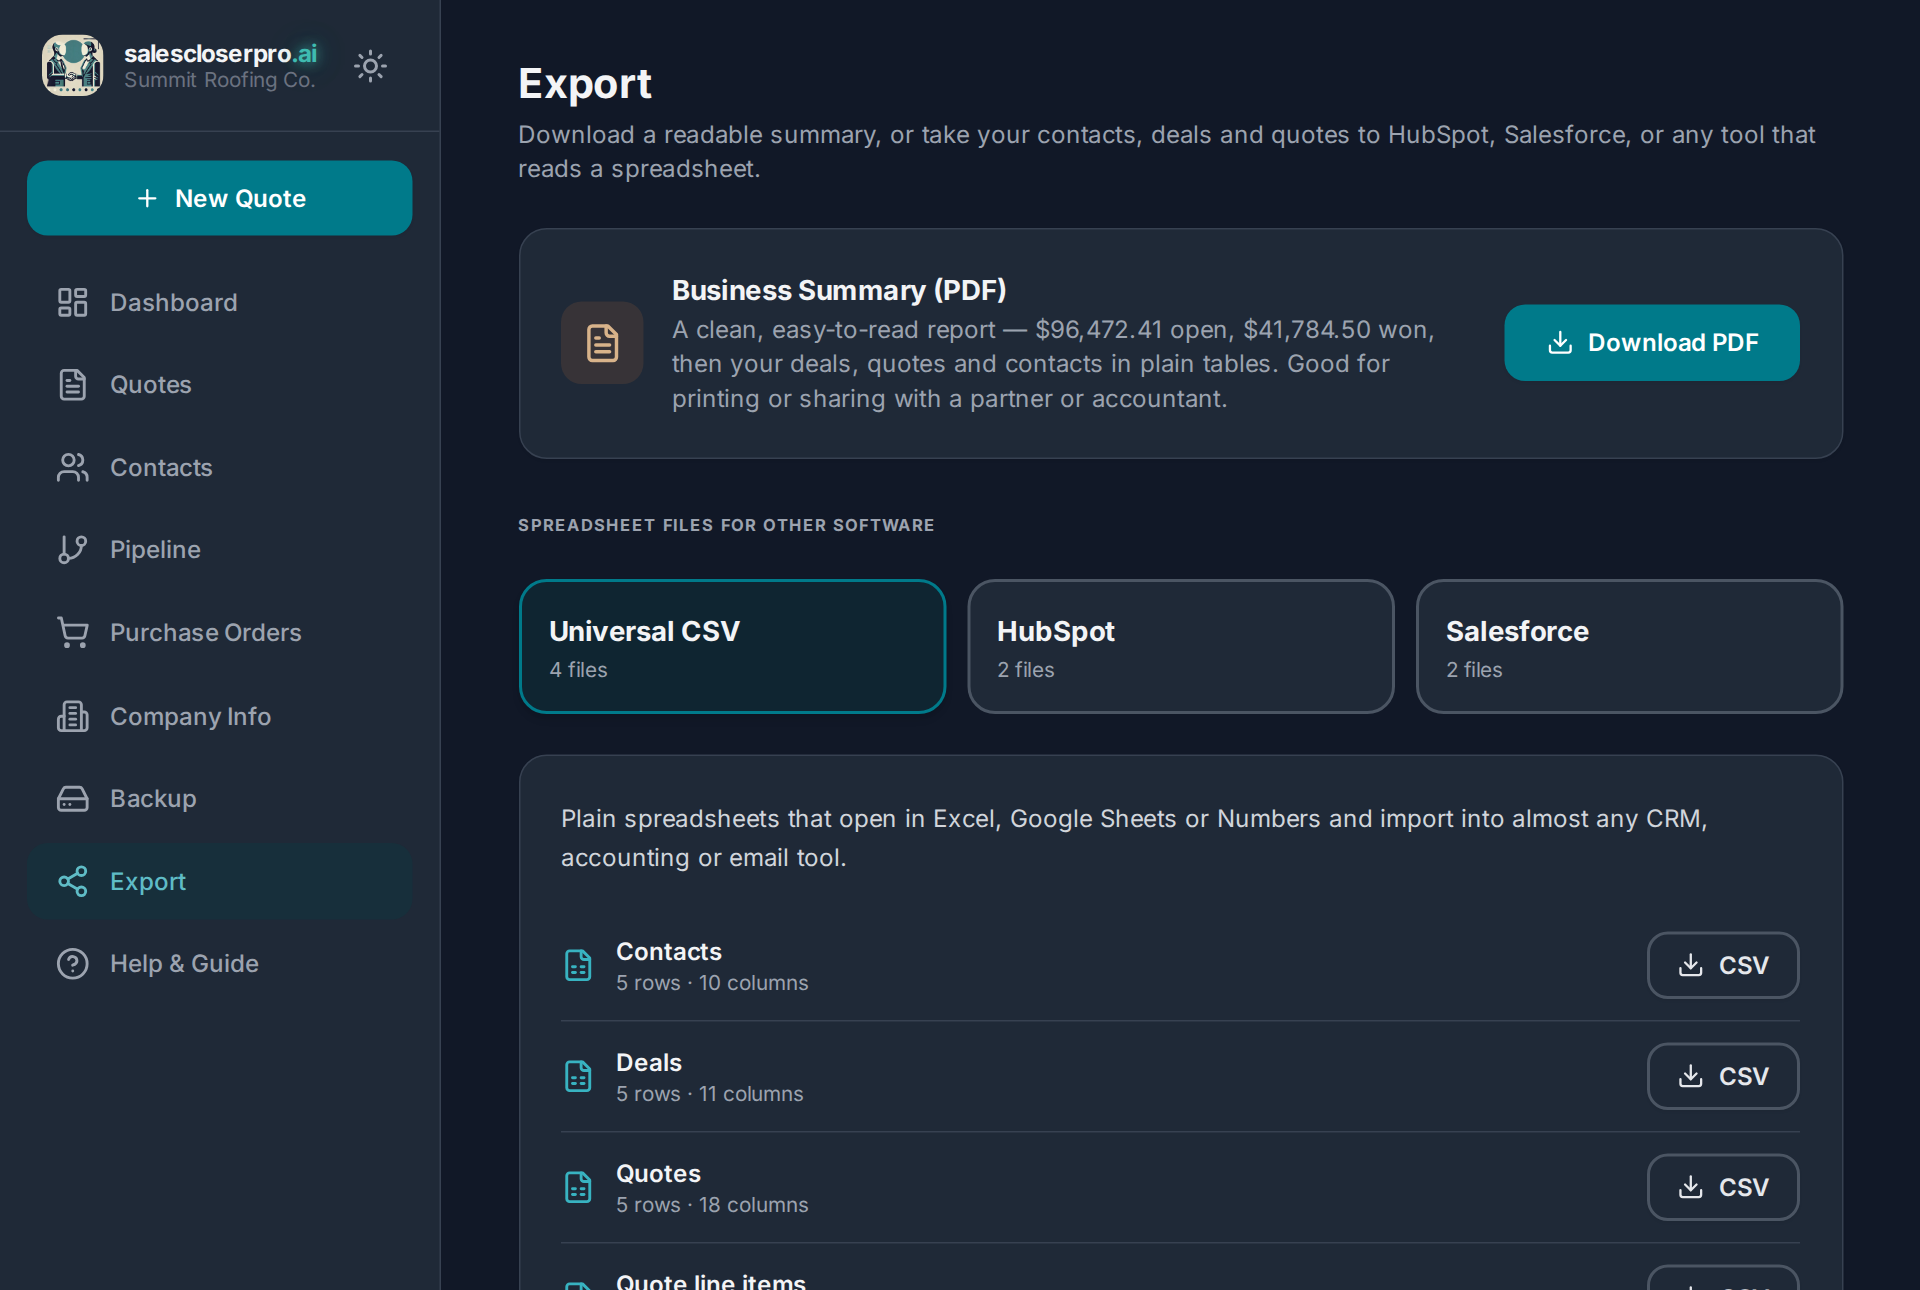 salescloserpro.ai
Summit Roofing Co.
New Quote
Dashboard
Quotes
Contacts
Pipeline
Purchase Orders
Company Info
Backup
Export
Help & Guide
Export
Download a readable summary, or take your contacts, deals and quotes to HubSpot, Salesforce, or any tool that
reads a spreadsheet.
Business Summary (PDF)
A clean, easy-to-read report — $96,472.41 open, $41,784.50 won,
then your deals, quotes and contacts in plain tables. Good for
printing or sharing with a partner or accountant.
Download PDF
SPREADSHEET FILES FOR OTHER SOFTWARE
Universal CSV
4 files
HubSpot
2 files
Salesforce
2 files
Plain spreadsheets that open in Excel, Google Sheets or Numbers and import into almost any CRM,
accounting or email tool.
Contacts
5 rows · 10 columns
CSV
Deals
5 rows · 11 columns
CSV
Quotes
5 rows · 18 columns
CSV
Quote line items